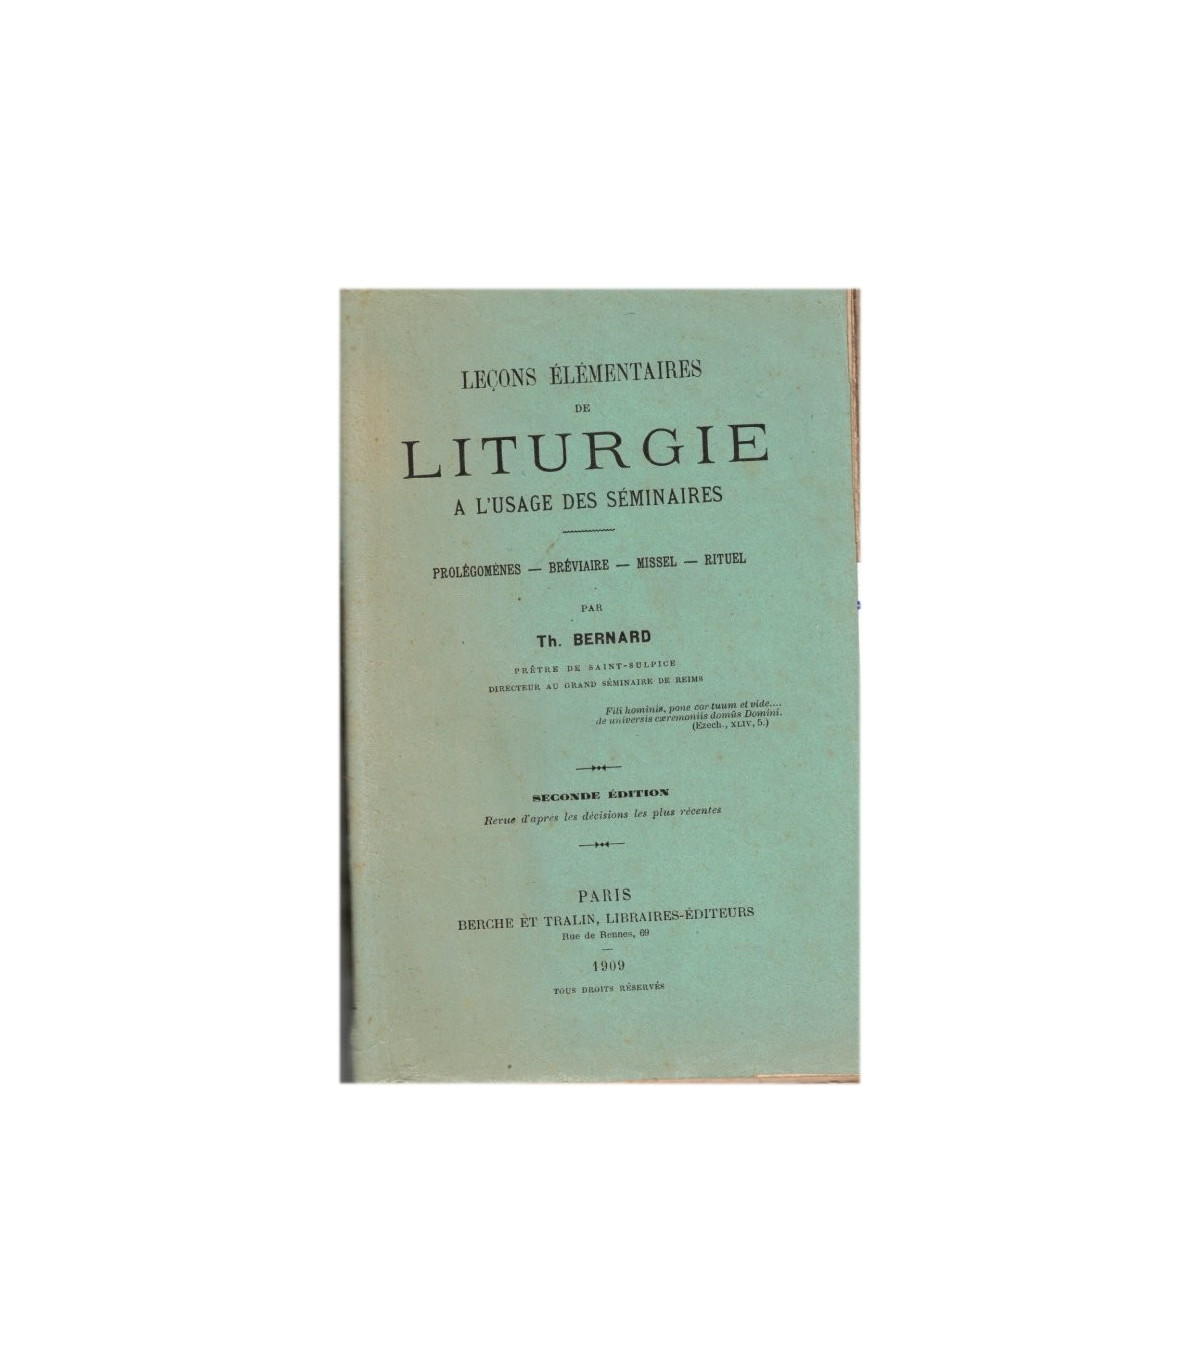 LEÇONS ÉLÉMENTAIRES
DE
LITURGIE
A L'USAGE DES SÉMINAIRES
PROLÉGOMÈNES — BRÉVIAIRE — MISSEL — RITUEL
PAR
Th. BERNARD
PRÊTRE DE SAINT-SULPICE
DIRECTEUR AU GRAND SÉMINAIRE DE REIMS
Fili hominis, pone cor tuum et vide....
de universis cæremoniis domûs Domini.
(Ezech., XLIV, 5.)
SECONDE ÉDITION
Revue d'après les décisions les plus récentes
PARIS
BERCHE ET TRALIN, LIBRAIRES-ÉDITEURS
Rue de Rennes, 69
1909
TOUS DROITS RÉSERVÉS